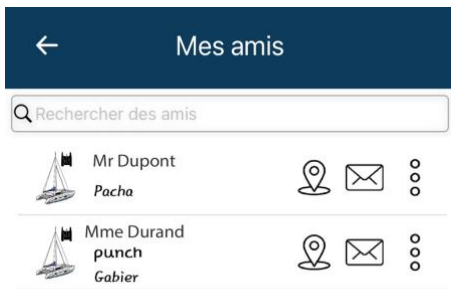 Mes amis
Rechercher des amis
Mr Dupont
Pacha
Mme Durand
punch
Gabier